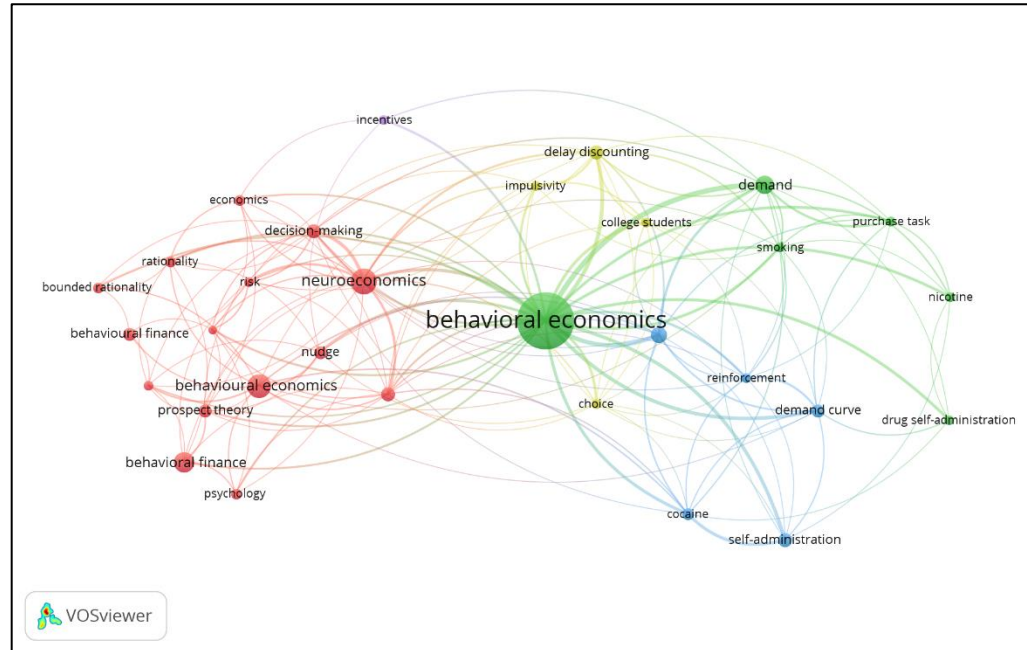 incentives
delay discounting
impulsivity
demand
economics
college students
purchase task
decision-making
smoking
rationality
risk
neuroeconomics
bounded rationality
nicotine
behavioral economics
behavioural finance
nudge
reinforcement
behavioural economics
choice
prospect theory
demand curve
drug self-administration
behavioral finance
psychology
cocaine
self-administration
VOSviewer